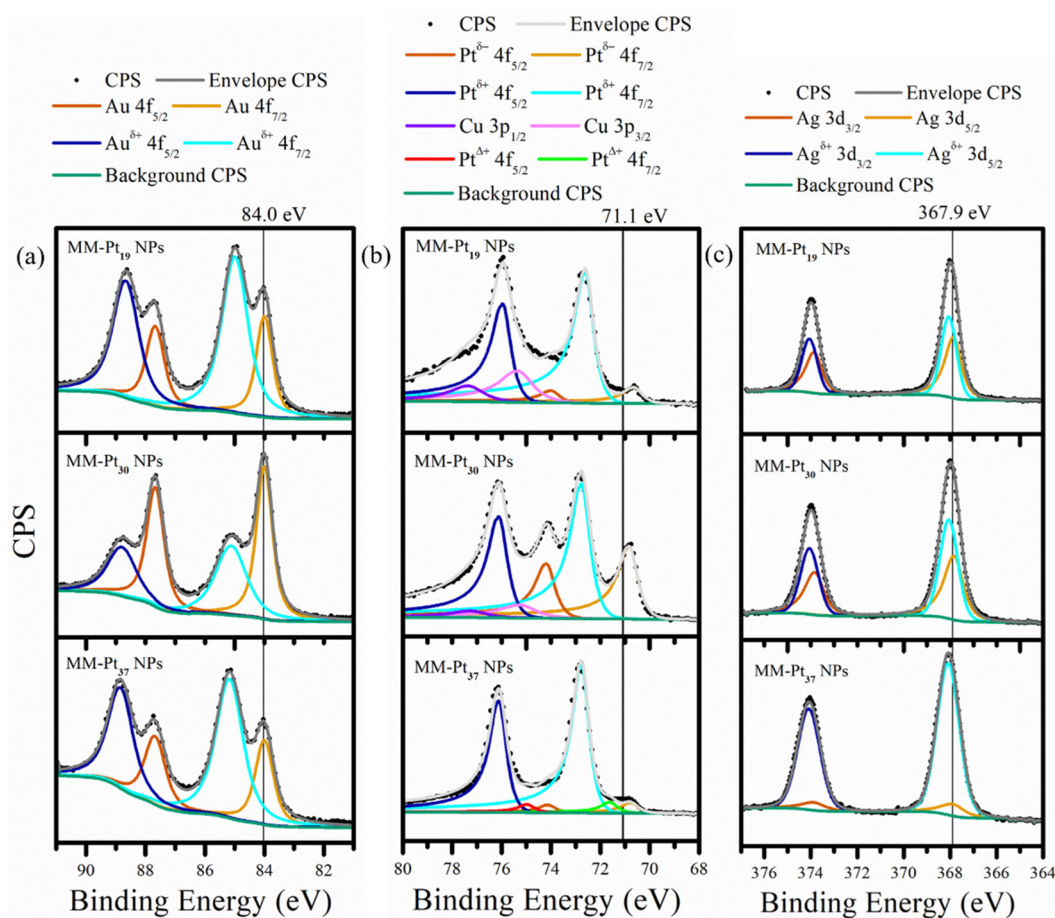 CPS Envelope CPS
Au 4f5/2 Au 4f7/2
Auδ+ 4f5/2 Auδ+ 4f7/2
Background CPS
84.0 eV
CPS Envelope CPS
Ptδ− 4f5/2 Ptδ− 4f7/2
Ptδ+ 4f5/2 Ptδ+ 4f7/2
Cu 3p1/2 Cu 3p3/2
PtΔ+ 4f5/2 PtΔ+ 4f7/2
Background CPS
71.1 eV
CPS Envelope CPS
Ag 3d3/2 Ag 3d5/2
Agδ+ 3d3/2 Agδ+ 3d5/2
Background CPS
367.9 eV
CPS
(a)
MM-Pt19 NPs
MM-Pt30 NPs
MM-Pt37 NPs
90 88 86 84 82
Binding Energy (eV)
(b)
MM-Pt19 NPs
MM-Pt30 NPs
MM-Pt37 NPs
80 78 76 74 72 70 68
Binding Energy (eV)
(c)
MM-Pt19 NPs
MM-Pt30 NPs
MM-Pt37 NPs
376 374 372 370 368 366 364
Binding Energy (eV)